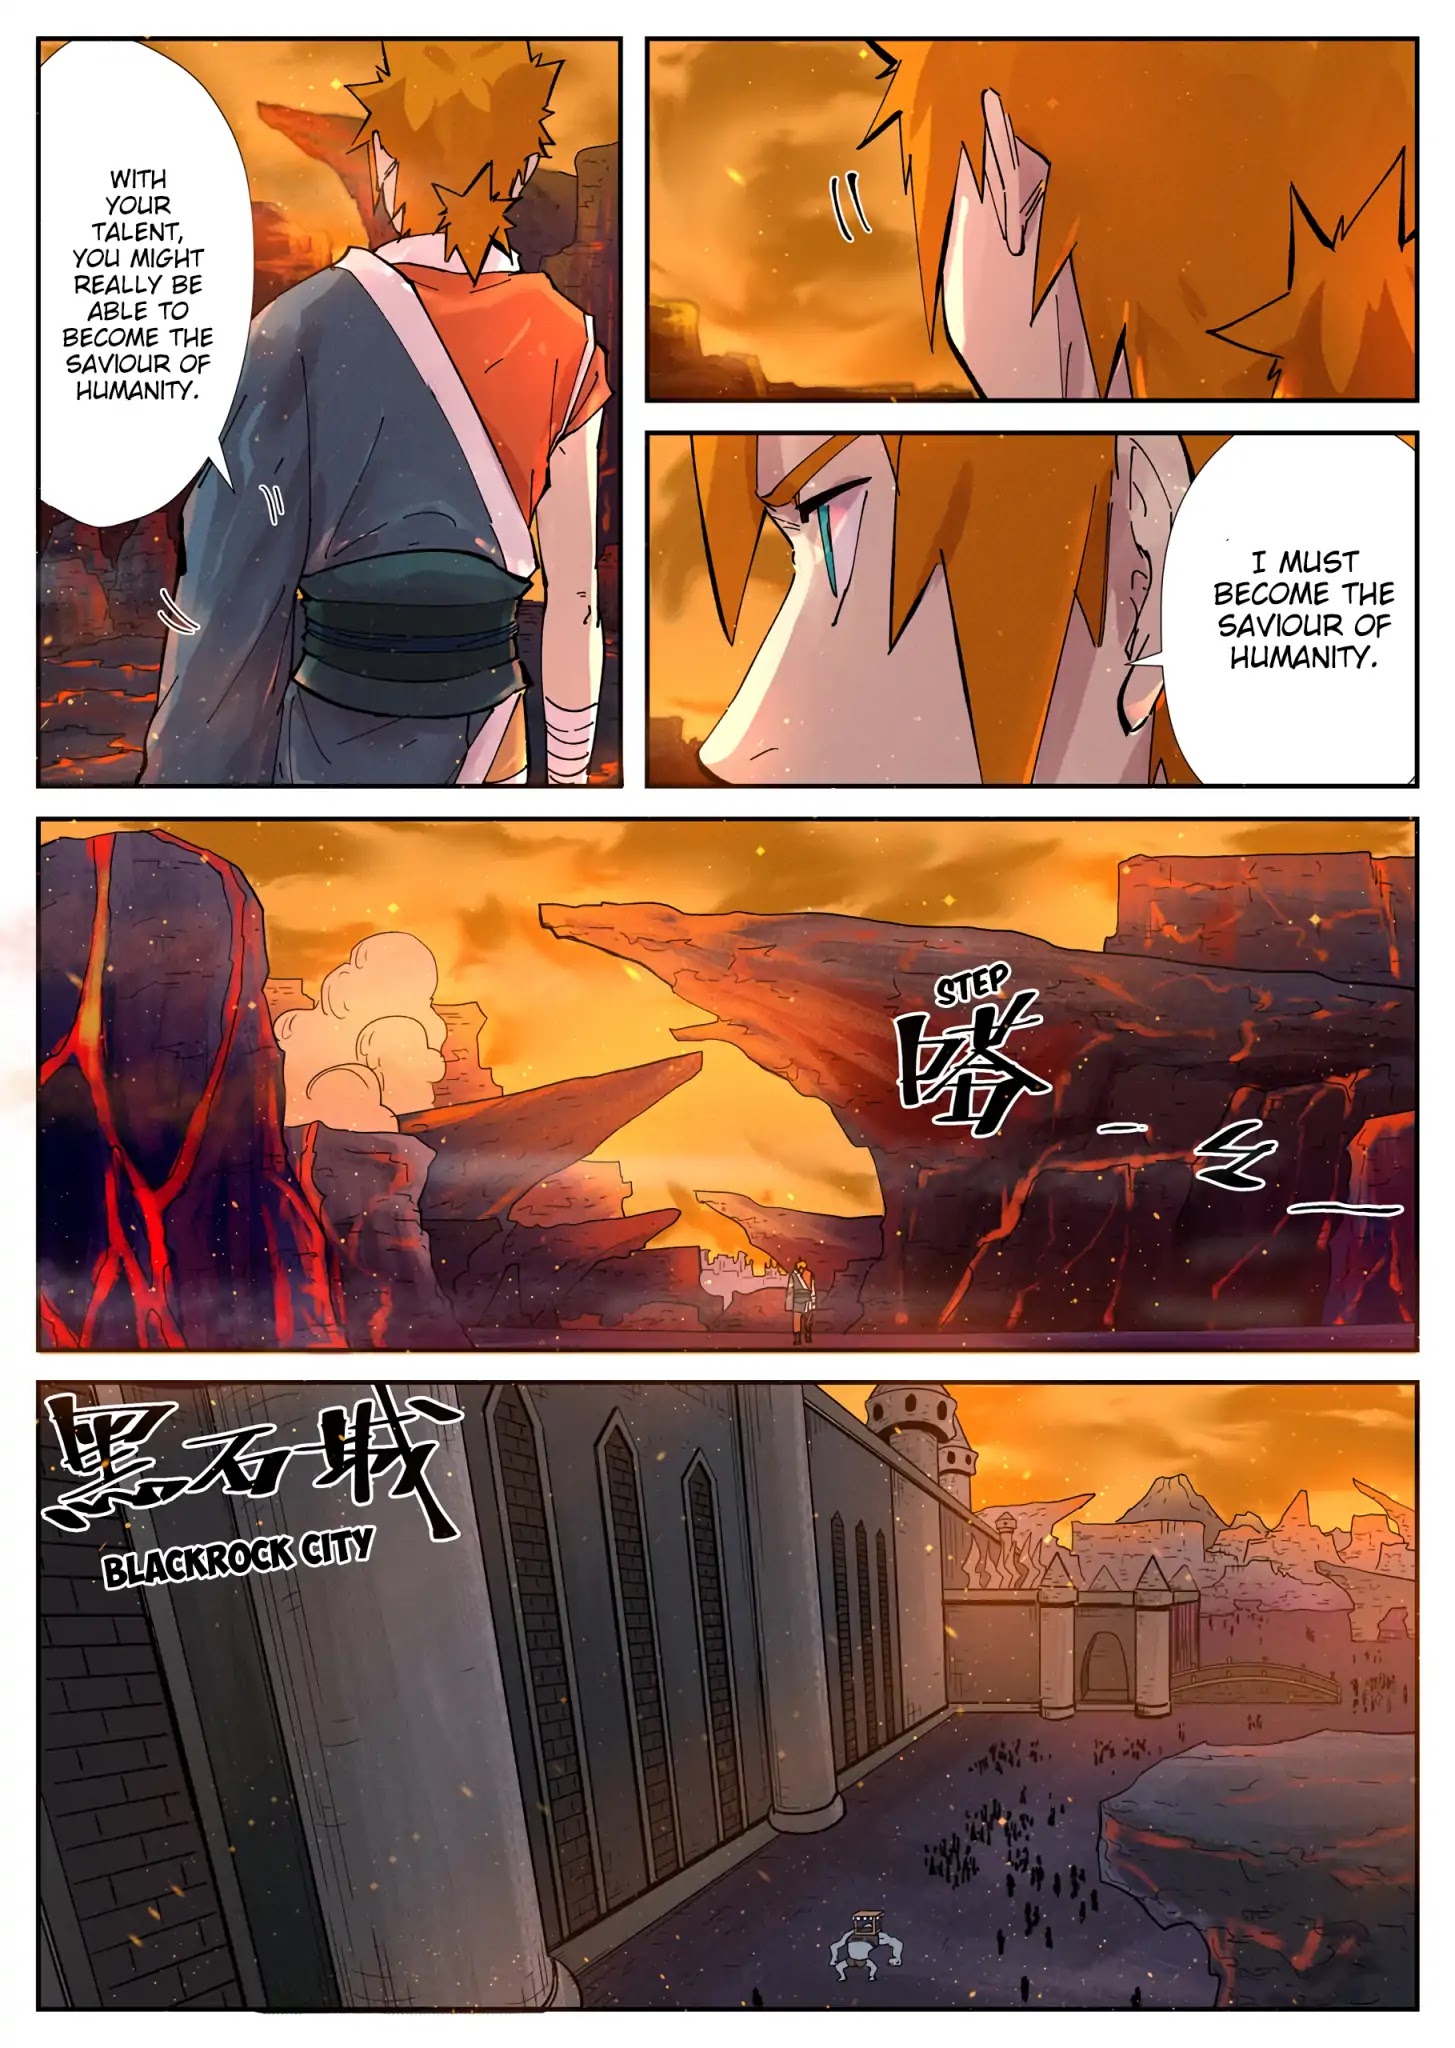 WITH
YOUR
TALENT,
YOU MIGHT
REALLY BE
ABLE TO
BECOME THE
SAVIOUR OF
HUMANITY.
I MUST
BECOME THE
SAVIOUR OF
HUMANITY.
STEP
嗒
黑石城
BLACKROCK CITY